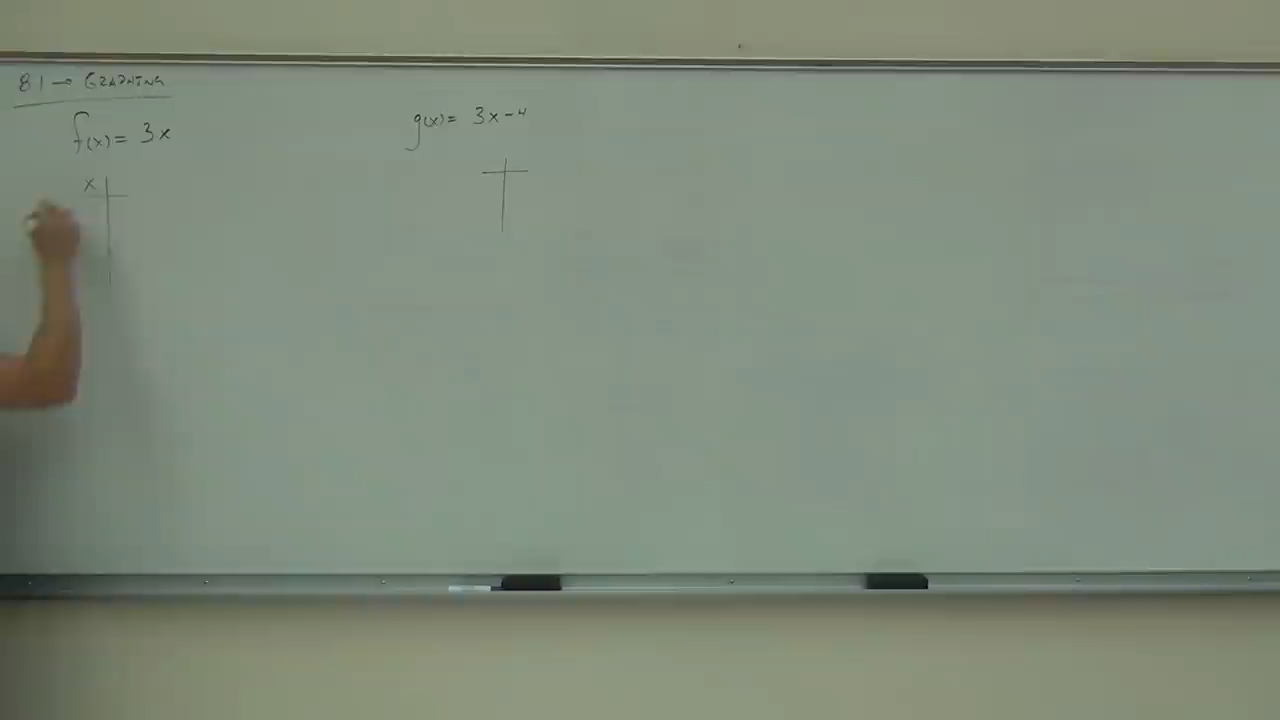 8.1 → GRAPHING
f(x) = 3x
g(x) = 3x-4
x